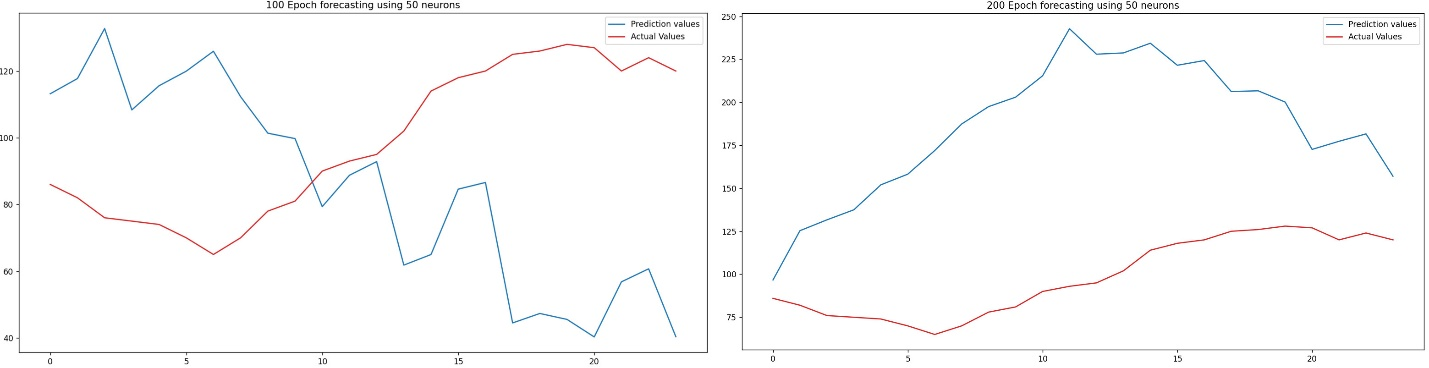 100 Epoch forecasting using 50 neurons
Prediction values
Actual Values
120
100
80
60
40
0 5 10 15 20
200 Epoch forecasting using 50 neurons
Prediction values
Actual Values
250
225
200
175
150
125
100
75
0 5 10 15 20